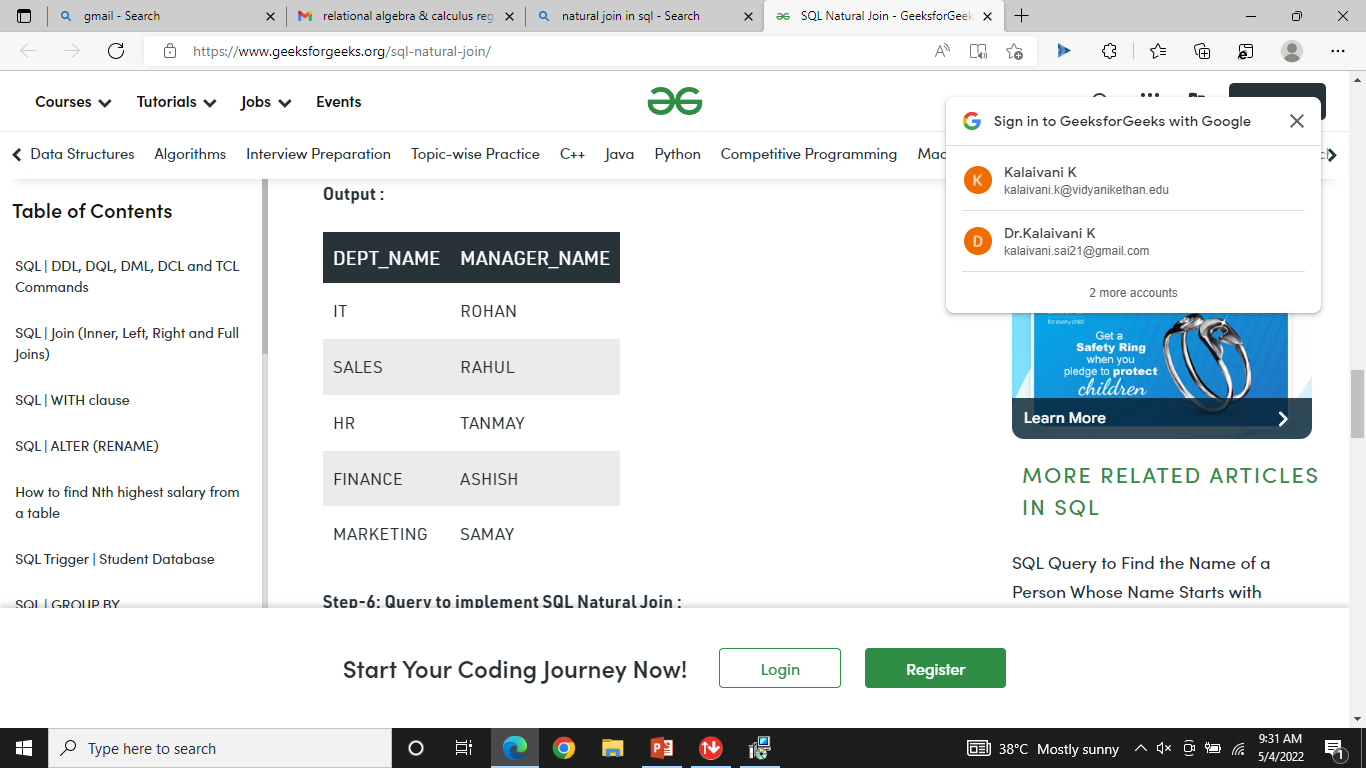 gmail - Search
relational algebra & calculus reg
natural join in sql - Search
SQL Natural Join - GeeksforGeek
https://www.geeksforgeeks.org/sql-natural-join/
Courses
Tutorials
Jobs
Events
Sign in to GeeksforGeeks with Google
Kalaivani K
kalaivani.k@vidyanikethan.edu
Dr.Kalaivani K
kalaivani.sai21@gmail.com
2 more accounts
Data Structures
Algorithms
Interview Preparation
Topic-wise Practice
C++
Java
Python
Competitive Programming
Table of Contents
SQL | DDL, DQL, DML, DCL and TCL
Commands
SQL | Join (Inner, Left, Right and Full
Joins)
SQL | WITH clause
SQL | ALTER (RENAME)
How to find Nth highest salary from
a table
SQL Trigger | Student Database
SQL | GROUP BY
Output :
DEPT_NAME MANAGER_NAME
IT ROHAN
SALES RAHUL
HR TANMAY
FINANCE ASHISH
MARKETING SAMAY
Step-6: Query to implement SQL Natural Join :
for every child
Get a
Safety Ring
when you
pledge to protect
children
Learn More
MORE RELATED ARTICLES
IN SQL
SQL Query to Find the Name of a
Person Whose Name Starts with
Start Your Coding Journey Now!
Login
Register
Type here to search
38°C Mostly sunny
9:31 AM
5/4/2022
1